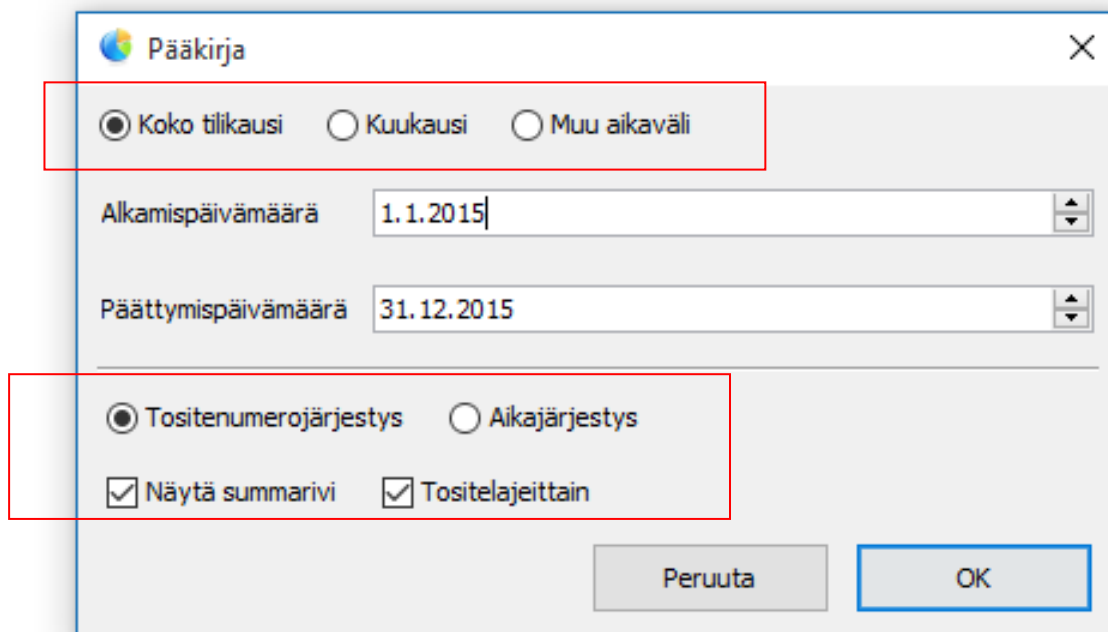 Pääkirja
Koko tilikausi Kuukausi Muu aikaväli
Alkamispäivämäärä 1.1.2015
Päättymispäivämäärä 31.12.2015
Tositenumerojärjestys Aikajärjestys
Näytä summarivi Tositelajeittain
Peruuta OK